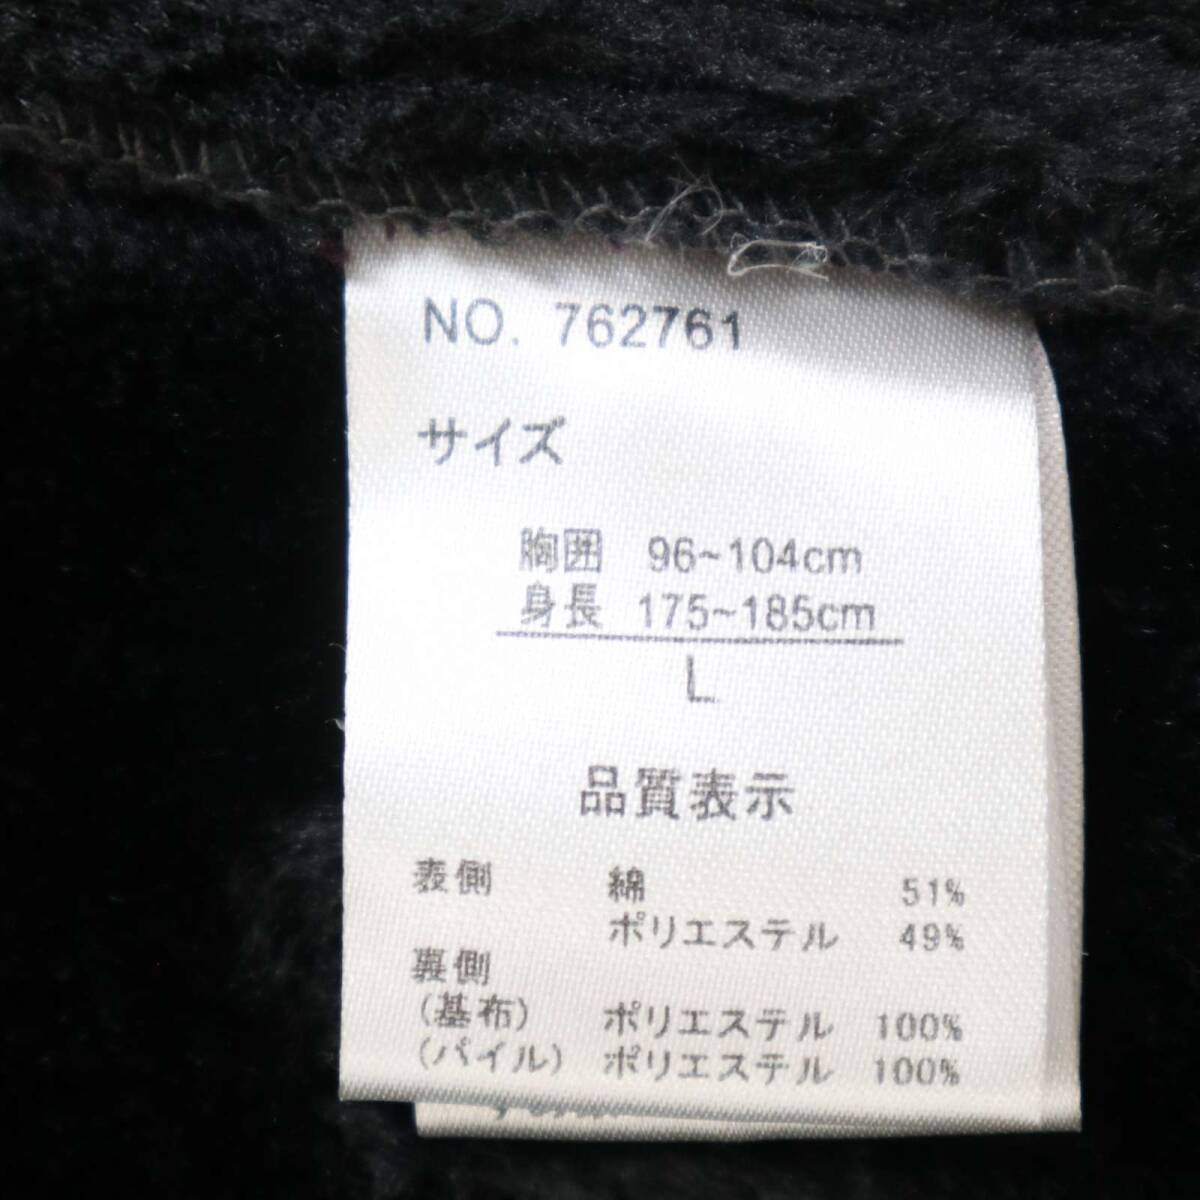 NO. 762761
サイズ
胸囲 96~104cm
身長 175~185cm
L
品質表示
表側 綿 51%
ポリエステル 49%
裏側
(基布) ポリエステル 100%
(パイル) ポリエステル 100%